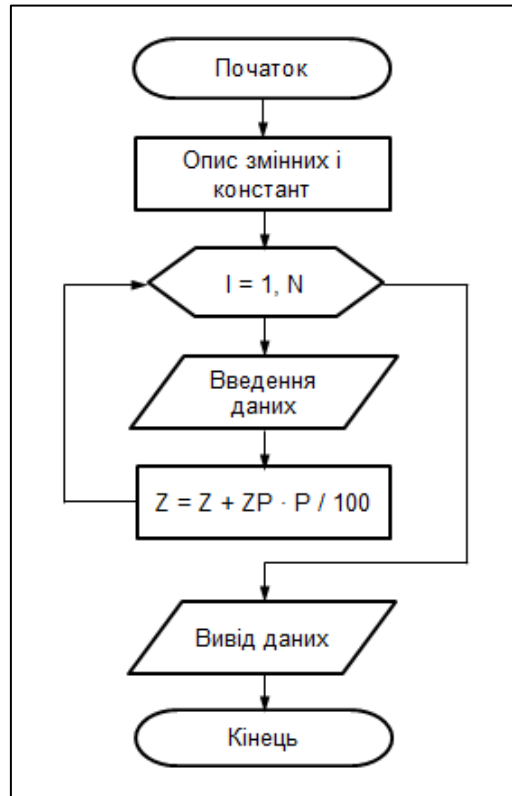 Початок
Опис змінних і
констант
I = 1, N
Введення
даних
Z = Z + ZP · P / 100
Вивід даних
Кінець